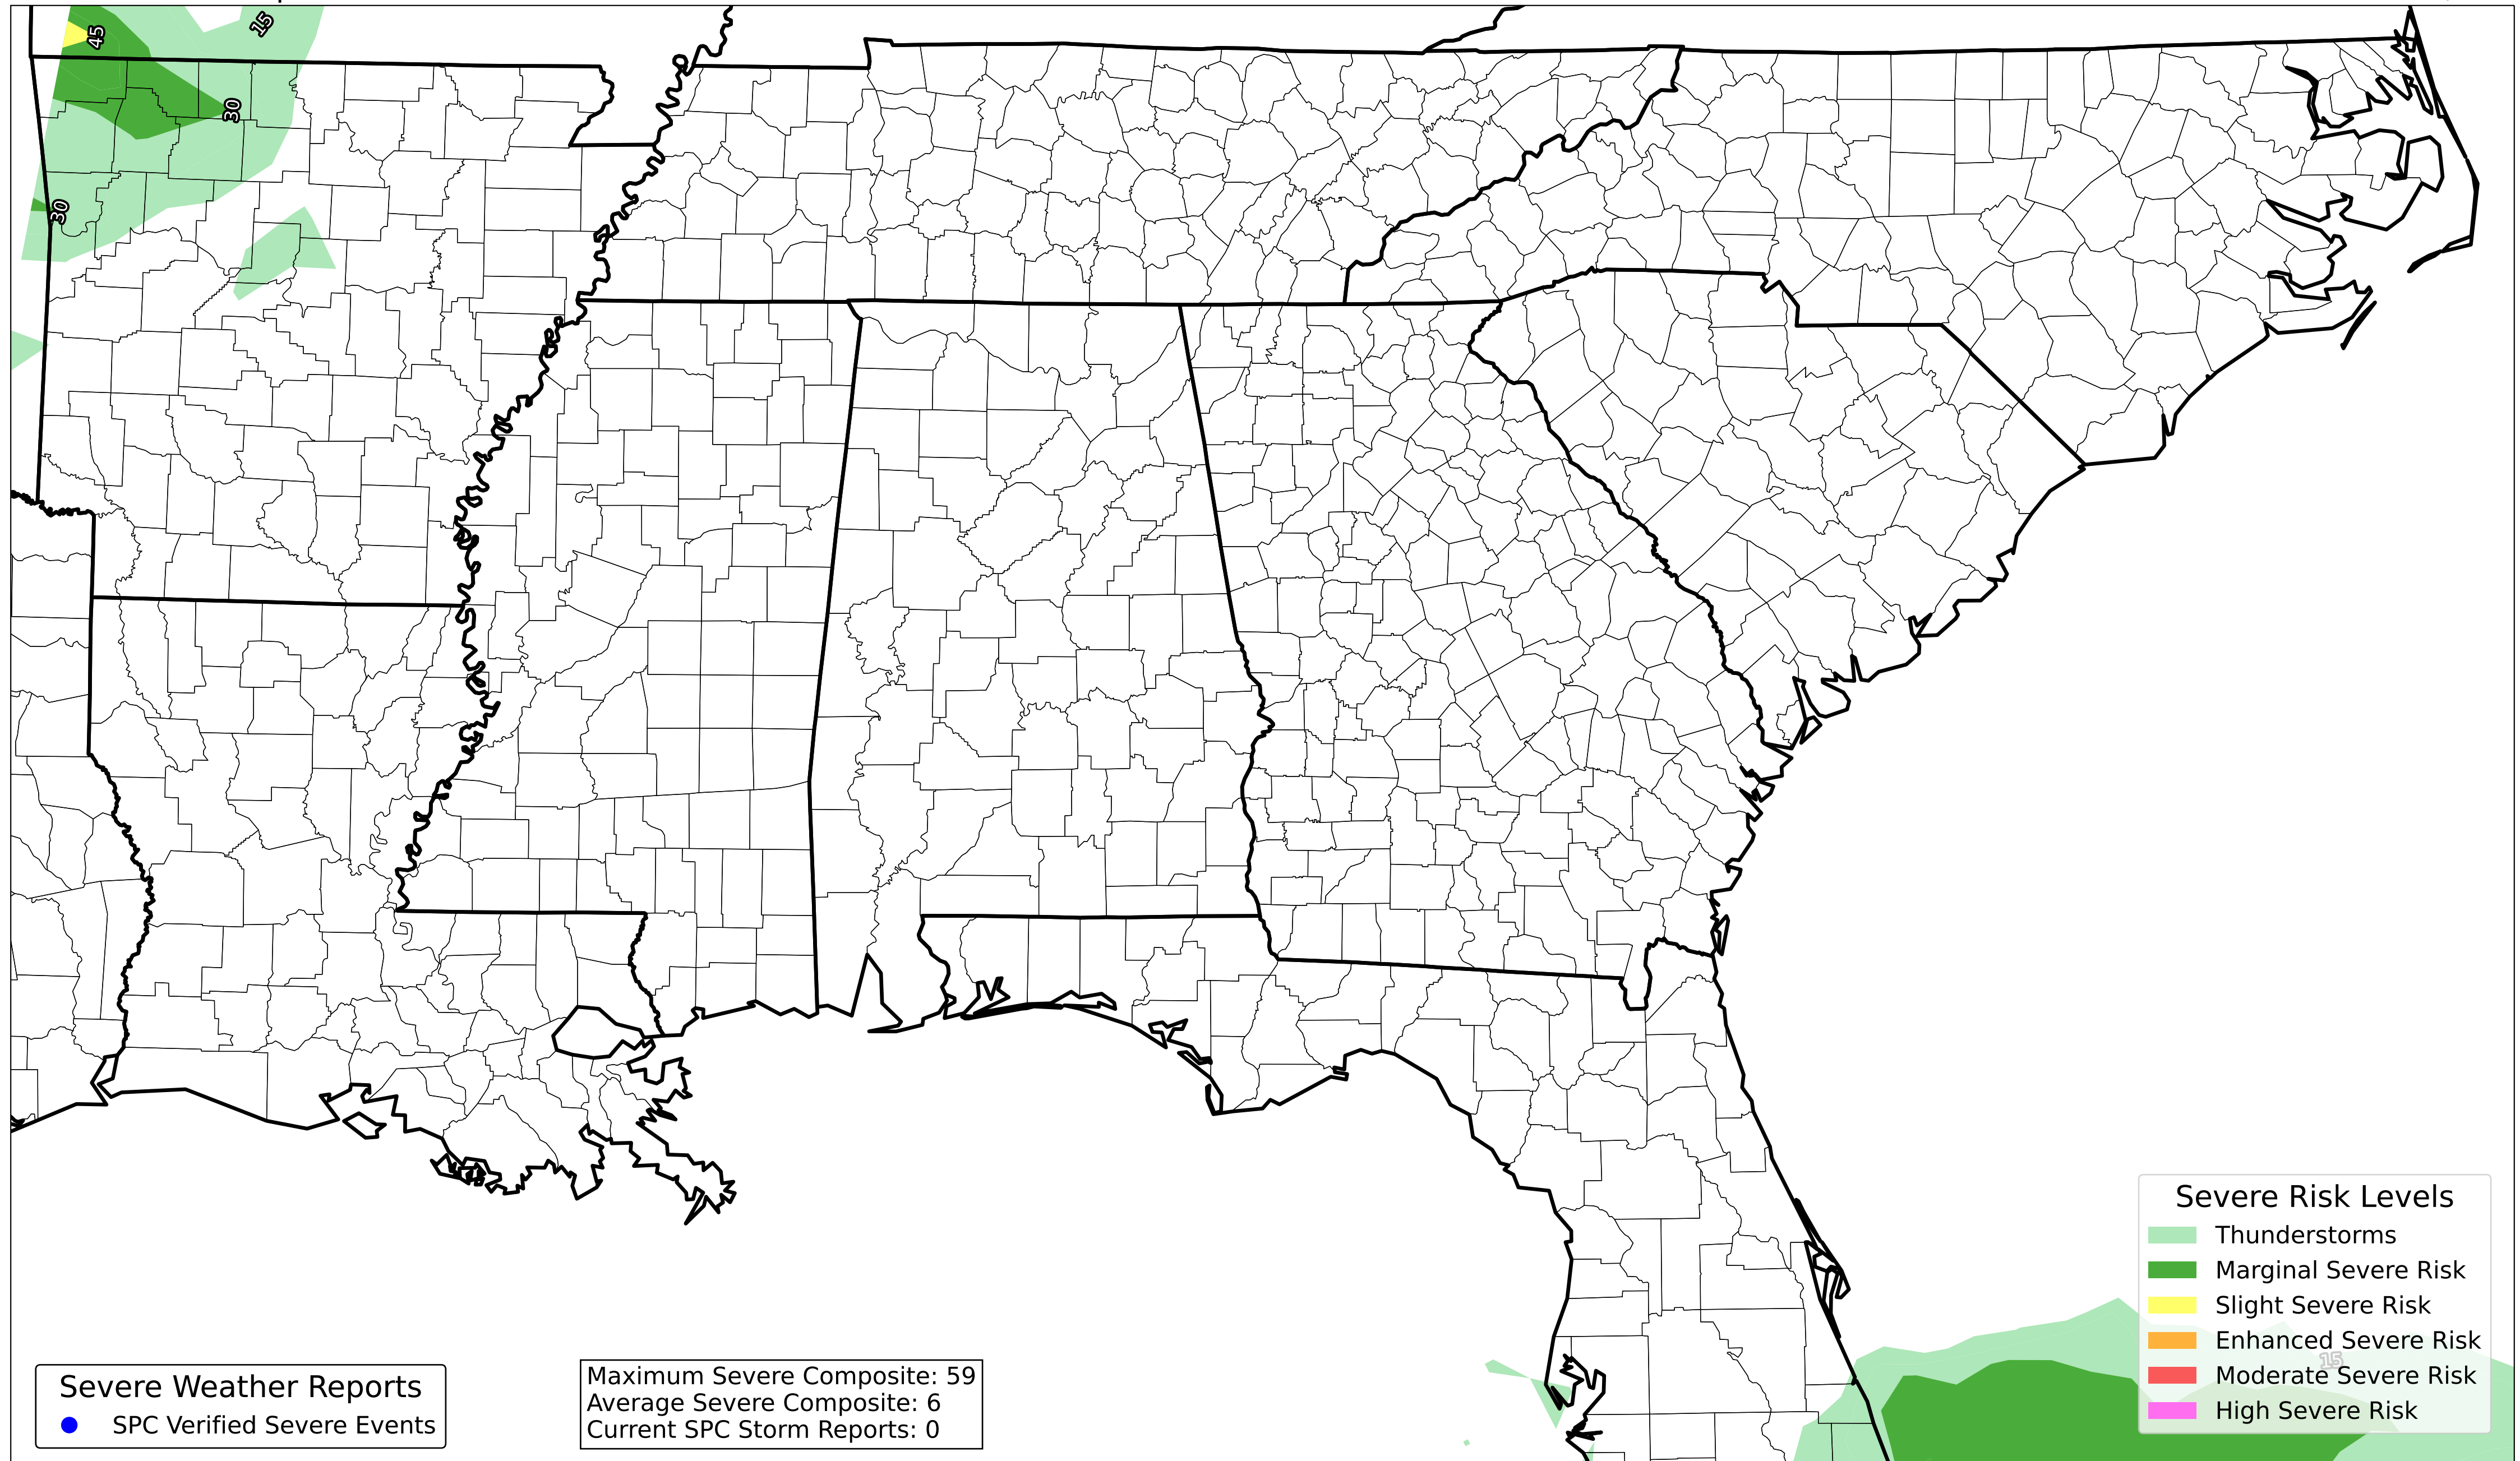 15
45
30
30
Severe Risk Levels
Thunderstorms
Marginal Severe Risk
Slight Severe Risk
Enhanced Severe Risk
15
Moderate Severe Risk
High Severe Risk
Severe Weather Reports
SPC Verified Severe Events
Maximum Severe Composite: 59
Average Severe Composite: 6
Current SPC Storm Reports: 0